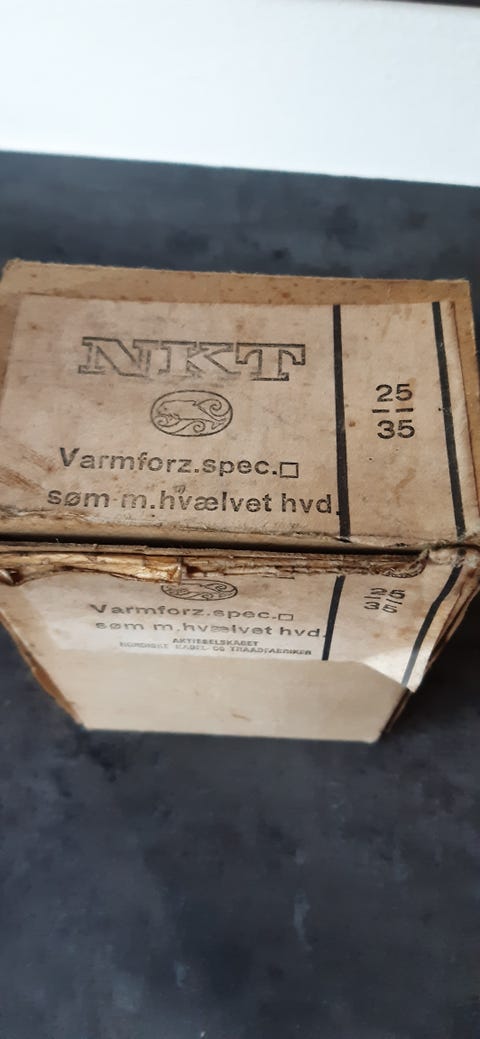 NKT
25
35
Varmforz.spec.□
søm m.hvælvet hvd.
25/35
Varmforz.spec.□
søm m.hvælvet hvd.
AKTIESELSKABET
NORDISKE KABEL- OG TRAADFABRIKER